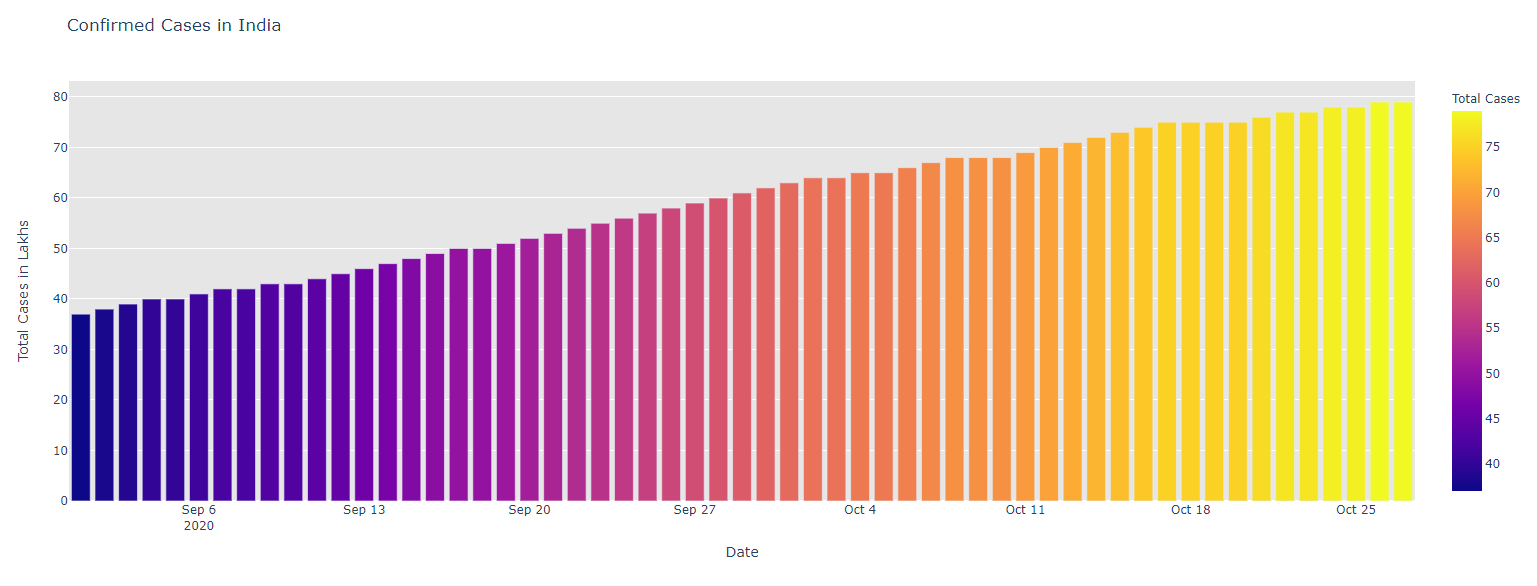 Confirmed Cases in India
Total Cases in Lakhs
80
70
60
50
40
30
20
10
0
Sep 6
2020
Sep 13
Sep 20
Sep 27
Oct 4
Oct 11
Oct 18
Oct 25
Date
Total Cases
75
70
65
60
55
50
45
40